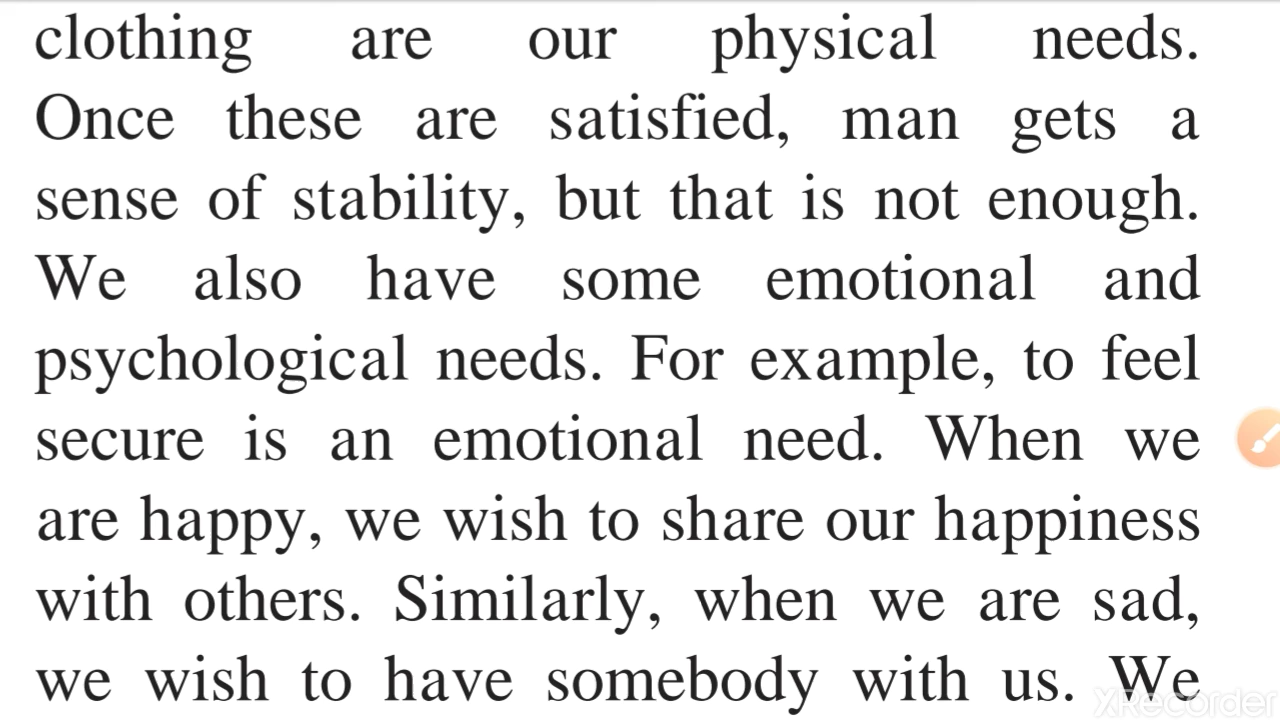 clothing are our physical needs.
Once these are satisfied, man gets a
sense of stability, but that is not enough.
We also have some emotional and
psychological needs. For example, to feel
secure is an emotional need. When we
are happy, we wish to share our happiness
with others. Similarly, when we are sad,
we wish to have somebody with us. We
XRecorder